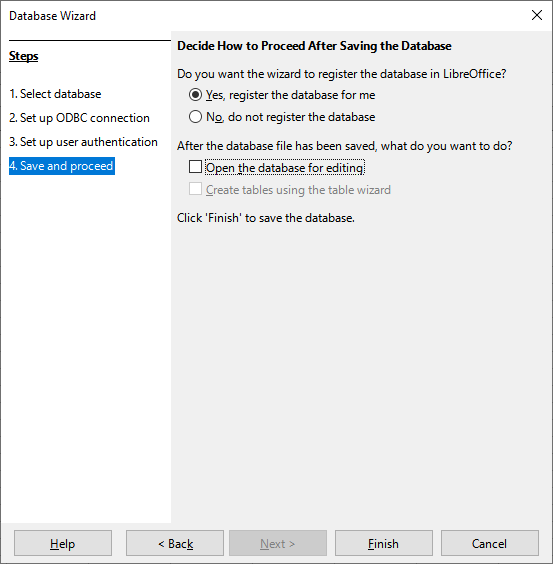 Database Wizard
Steps
1. Select database
2. Set up ODBC connection
3. Set up user authentication
4. Save and proceed
Decide How to Proceed After Saving the Database
Do you want the wizard to register the database in LibreOffice?
Yes, register the database for me
No, do not register the database
After the database file has been saved, what do you want to do?
Open the database for editing
Create tables using the table wizard
Click 'Finish' to save the database.
Help
< Back
Next >
Finish
Cancel